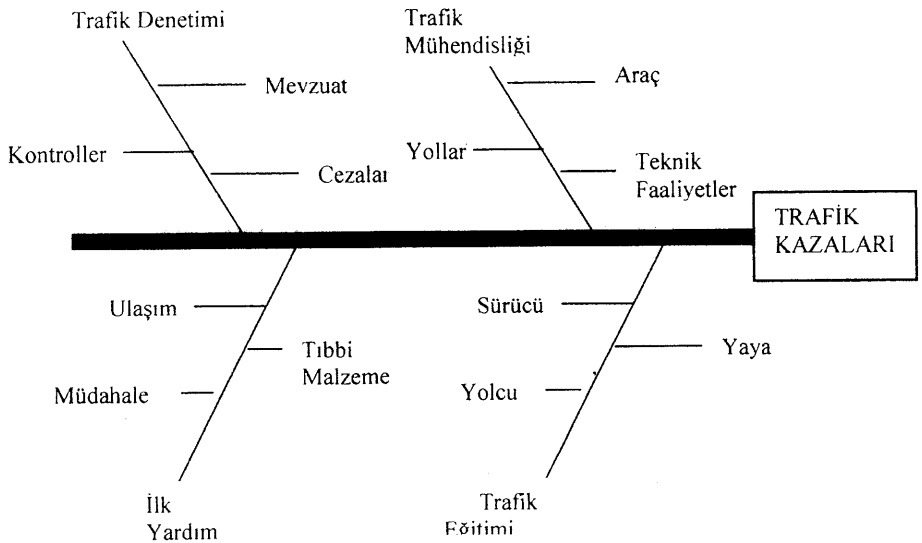 Trafik Denetimi
Mevzuat
Kontroller
Cezalar
Trafik
Mühendisliği
Araç
Yollar
Teknik
Faaliyetler
TRAFİK
KAZALARI
Ulaşım
Tıbbi
Malzeme
Müdahale
İlk
Yardım
Sürücü
Yaya
Yolcu
Trafik
Eğitimi